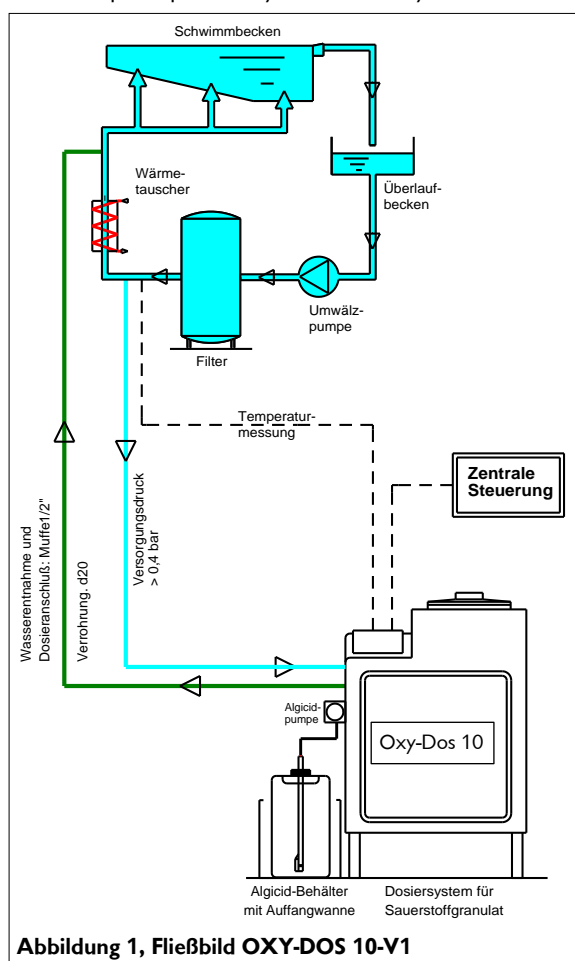 Schwimmbecken
Wärme-
tauscher
Überlauf-
becken
Umwälz-
pumpe
Filter
Temperatur-
messung
Zentrale
Steuerung
Wasserentnahme und
Dosieranschluß: Muffe1/2"
Verrohrung. d20
Versorgungsdruck
> 0,4 bar
Algicid-
pumpe
Oxy-Dos 10
Algicid-Behälter
mit Auffangwanne
Dosiersystem für
Sauerstoffgranulat
Abbildung 1, Fließbild OXY-DOS 10-V1